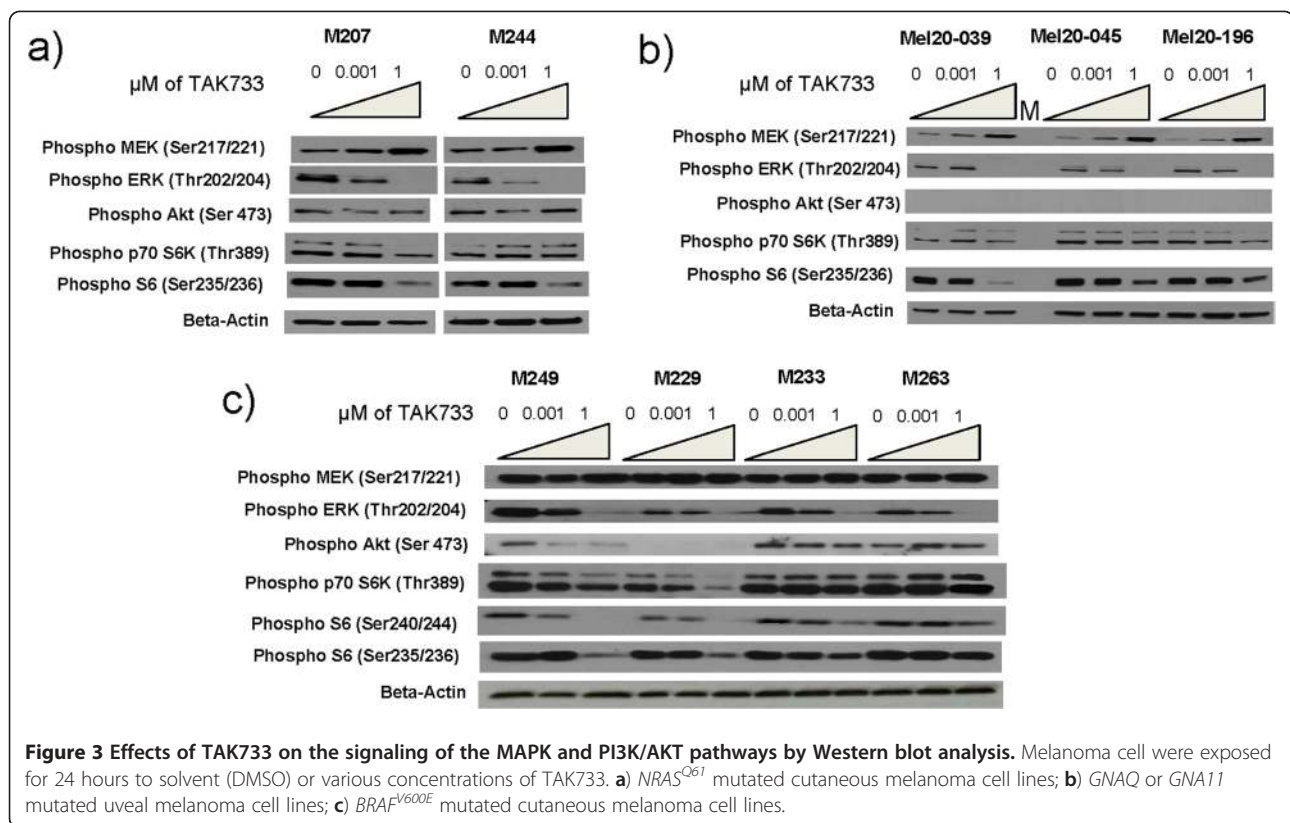 a)
M207 M244
µM of TAK733
0 0.001 1 0 0.001 1
Phospho MEK (Ser217/221)
Phospho ERK (Thr202/204)
Phospho Akt (Ser 473)
Phospho p70 S6K (Thr389)
Phospho S6 (Ser235/236)
Beta-Actin
b)
Mel20-039 Mel20-045 Mel20-196
µM of TAK733
0 0.001 1 0 0.001 1 0 0.001 1
M
Phospho MEK (Ser217/221)
Phospho ERK (Thr202/204)
Phospho Akt (Ser 473)
Phospho p70 S6K (Thr389)
Phospho S6 (Ser235/236)
Beta-Actin
c)
M249 M229 M233 M263
µM of TAK733
0 0.001 1 0 0.001 1 0 0.001 1 0 0.001 1
Phospho MEK (Ser217/221)
Phospho ERK (Thr202/204)
Phospho Akt (Ser 473)
Phospho p70 S6K (Thr389)
Phospho S6 (Ser240/244)
Phospho S6 (Ser235/236)
Beta-Actin
Figure 3 Effects of TAK733 on the signaling of the MAPK and PI3K/AKT pathways by Western blot analysis. Melanoma cell were exposed
for 24 hours to solvent (DMSO) or various concentrations of TAK733. a) NRAS^Q61 mutated cutaneous melanoma cell lines; b) GNAQ or GNA11
mutated uveal melanoma cell lines; c) BRAF^V600E mutated cutaneous melanoma cell lines.